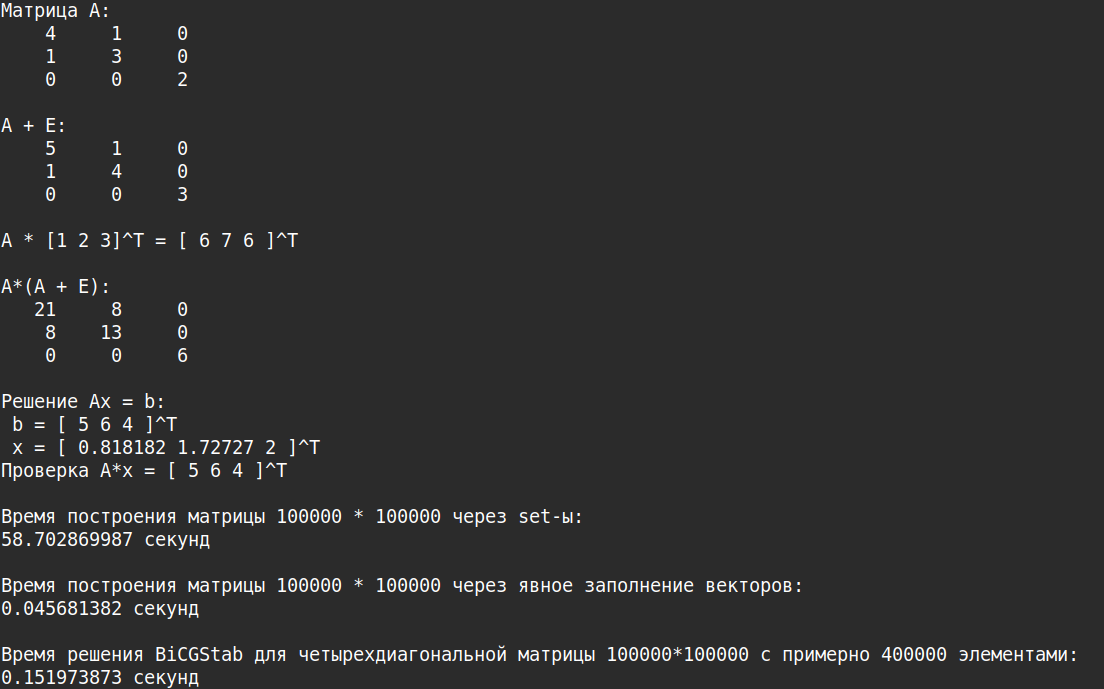 Матрица A:
4 1 0
1 3 0
0 0 2
A + E:
5 1 0
1 4 0
0 0 3
A * [1 2 3]^T = [ 6 7 6 ]^T
A*(A + E):
21 8 0
8 13 0
0 0 6
Решение Ax = b:
b = [ 5 6 4 ]^T
x = [ 0.818182 1.72727 2 ]^T
Проверка A*x = [ 5 6 4 ]^T
Время построения матрицы 100000 * 100000 через set-ы:
58.702869987 секунд
Время построения матрицы 100000 * 100000 через явное заполнение векторов:
0.045681382 секунд
Время решения BiCGStab для четырехдиагональной матрицы 100000*100000 с примерно 400000 элементами:
0.151973873 секунд